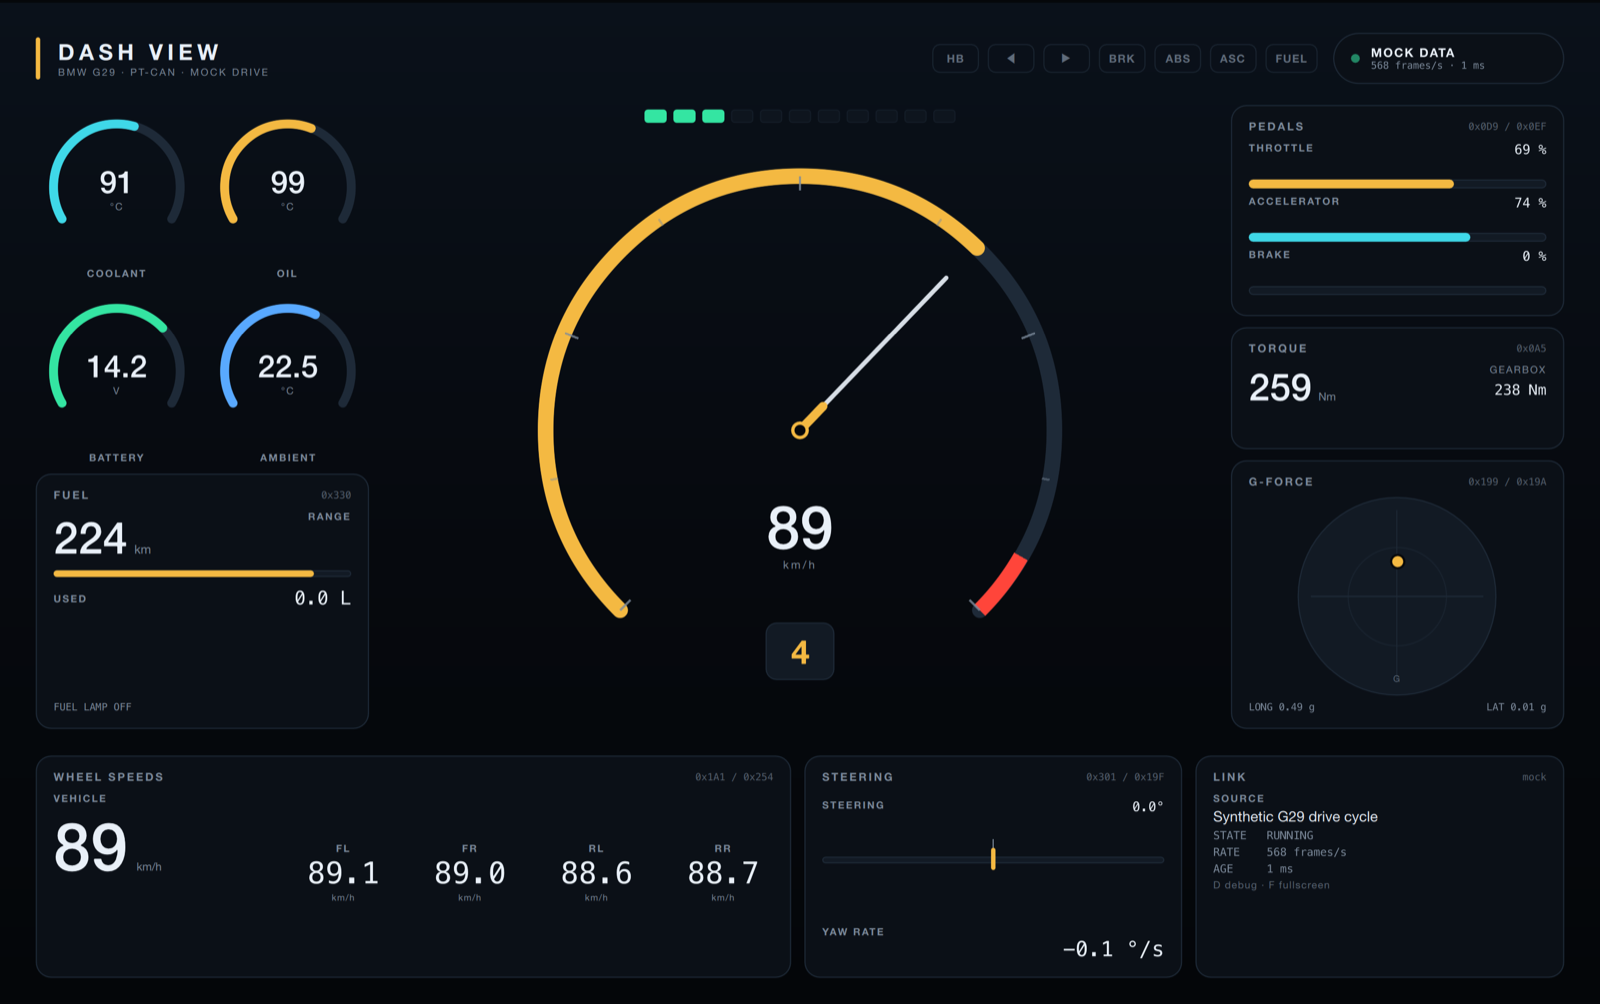 DASH VIEW
BMW G29 · PT-CAN · MOCK DRIVE
HB ◀ ▶ BRK ABS ASC FUEL
MOCK DATA
568 frames/s · 1 ms
91
°C
COOLANT
99
°C
OIL
14.2
V
BATTERY
22.5
°C
AMBIENT
FUEL 0x330
RANGE
224 km
USED 0.0 L
FUEL LAMP OFF
89
km/h
4
PEDALS 0x0D9 / 0x0EF
THROTTLE 69 %
ACCELERATOR 74 %
BRAKE 0 %
TORQUE 0x0A5
GEARBOX
259 Nm 238 Nm
G-FORCE 0x199 / 0x19A
G
LONG 0.49 g LAT 0.01 g
WHEEL SPEEDS 0x1A1 / 0x254
VEHICLE
89 km/h
FL FR RL RR
89.1 89.0 88.6 88.7
km/h km/h km/h km/h
STEERING 0x301 / 0x19F
STEERING 0.0°
YAW RATE
−0.1 °/s
LINK mock
SOURCE
Synthetic G29 drive cycle
STATE RUNNING
RATE 568 frames/s
AGE 1 ms
D debug · F fullscreen